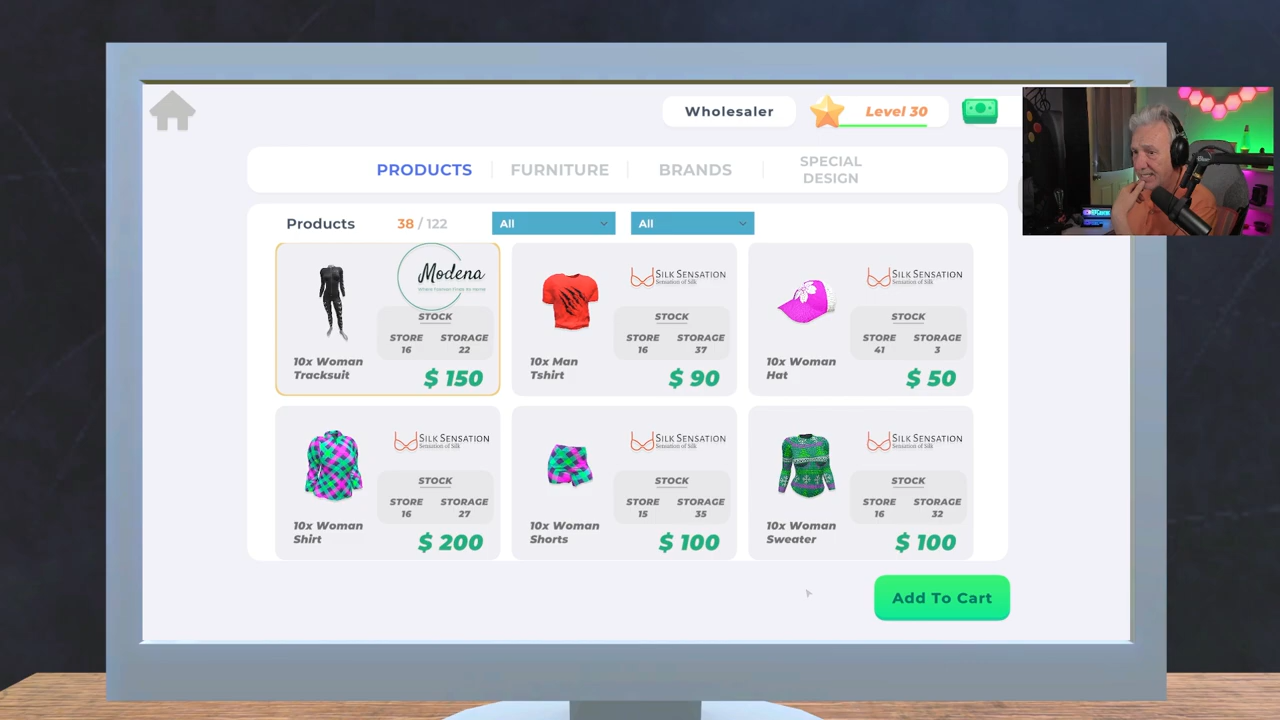 Wholesaler
Level 30
PRODUCTS
FURNITURE
BRANDS
SPECIAL
DESIGN
Products 38 / 122
All
All
Modena
STOCK
STORE STORAGE
16 22
10x Woman
Tracksuit
$ 150
SILK SENSATION
Sensation of Silk
STOCK
STORE STORAGE
16 37
10x Man
Tshirt
$ 90
SILK SENSATION
Sensation of Silk
STOCK
STORE STORAGE
41 3
10x Woman
Hat
$ 50
SILK SENSATION
Sensation of Silk
STOCK
STORE STORAGE
16 27
10x Woman
Shirt
$ 200
SILK SENSATION
Sensation of Silk
STOCK
STORE STORAGE
15 35
10x Woman
Shorts
$ 100
SILK SENSATION
Sensation of Silk
STOCK
STORE STORAGE
16 32
10x Woman
Sweater
$ 100
Add To Cart